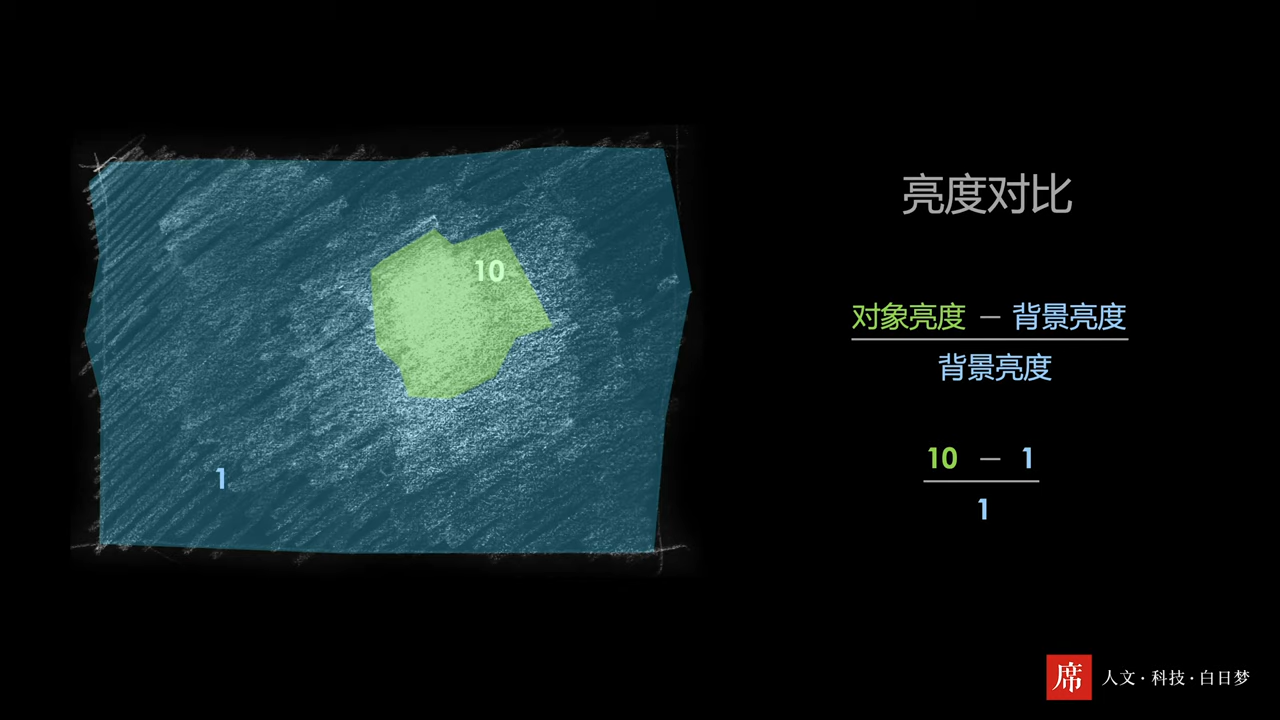 10
1
亮度对比
对象亮度 — 背景亮度
背景亮度
10 — 1
1
席 人文·科技·白日梦